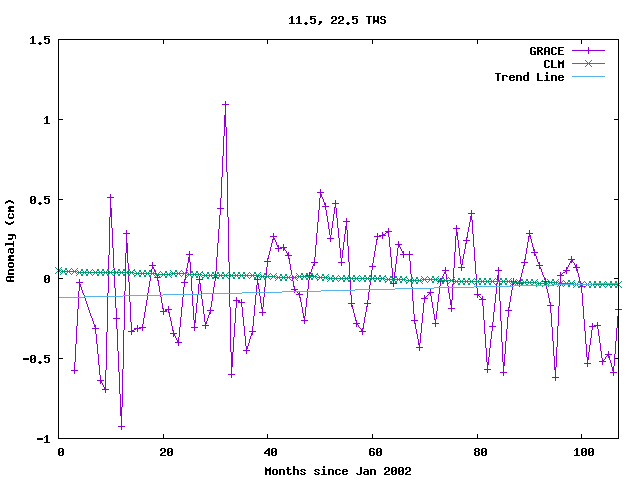 11.5, 22.5 TWS
GRACE
CLM
Trend Line
1.5
1
0.5
0
-0.5
-1
Anomaly (cm)
0 20 40 60 80 100
Months since Jan 2002